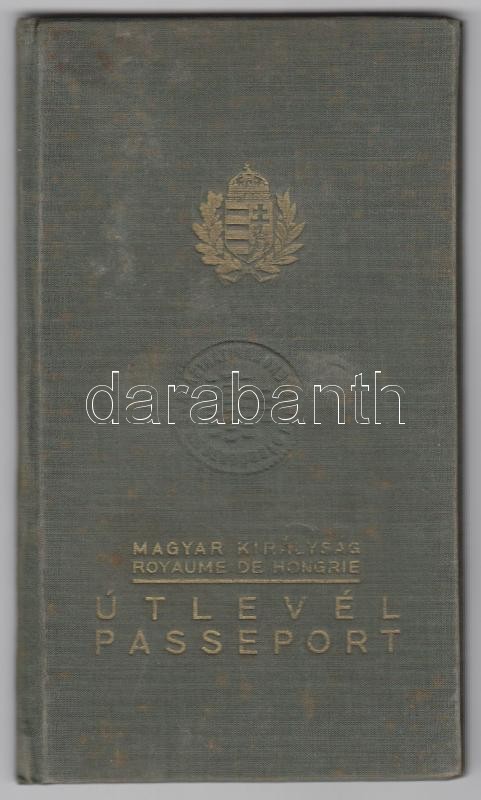 darabanth
MAGYAR KIRÁLYSÁG
ROYAUME DE HONGRIE
ÚTLEVÉL
PASSEPORT